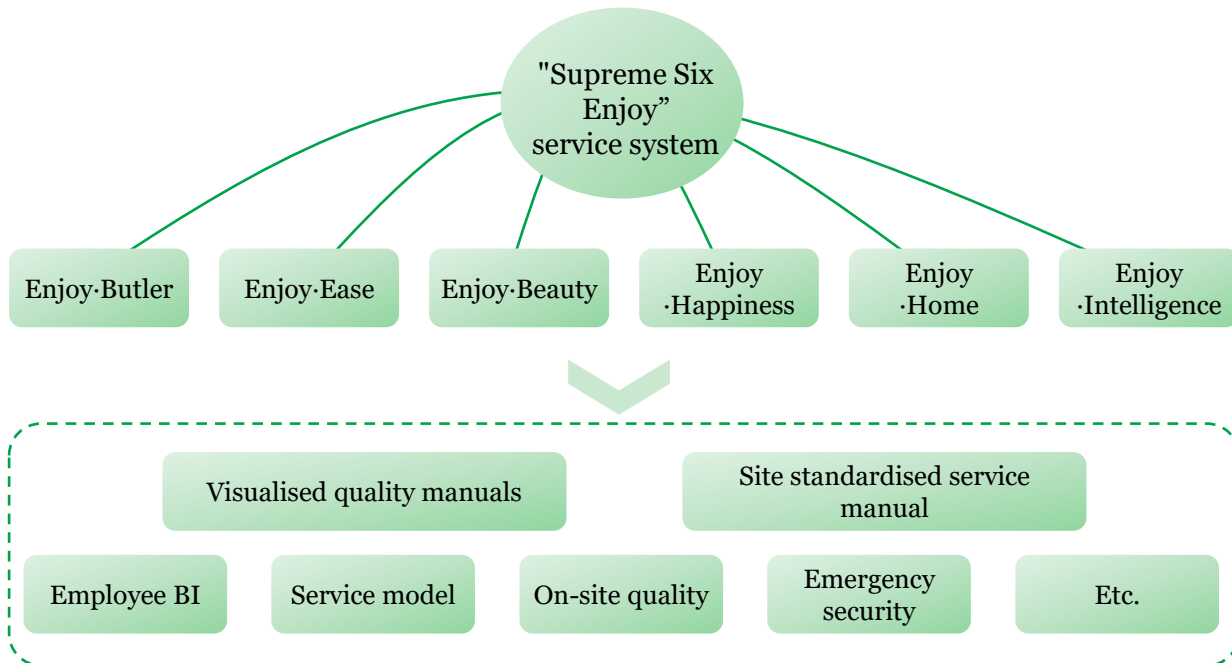 "Supreme Six
Enjoy”
service system
Enjoy·Butler
Enjoy·Ease
Enjoy·Beauty
Enjoy
·Happiness
Enjoy
·Home
Enjoy
·Intelligence
Visualised quality manuals
Site standardised service
manual
Employee BI
Service model
On-site quality
Emergency
security
Etc.